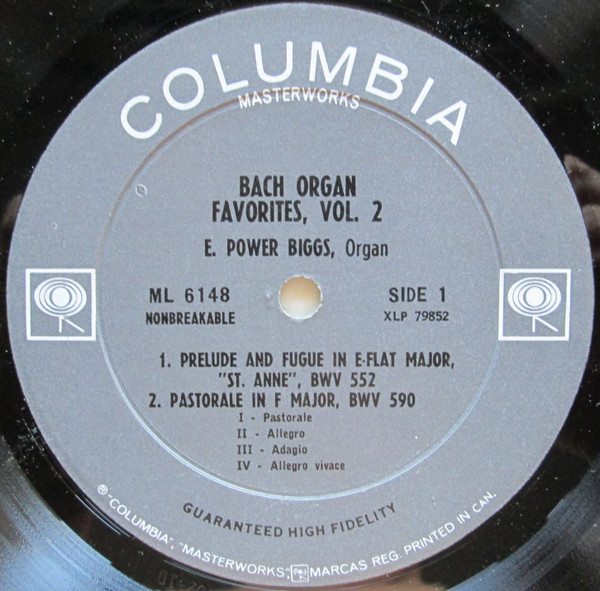 COLUMBIA
MASTERWORKS
BACH ORGAN
FAVORITES, VOL. 2
E. POWER BIGGS, Organ
ML 6148
NONBREAKABLE
SIDE 1
XLP 79852
1. PRELUDE AND FUGUE IN E-FLAT MAJOR,
"ST. ANNE", BWV 552
2. PASTORALE IN F MAJOR, BWV 590
I - Pastorale
II - Allegro
III - Adagio
IV - Allegro vivace
GUARANTEED HIGH FIDELITY
® "COLUMBIA", "MASTERWORKS", MARCAS REG. PRINTED IN CAN.